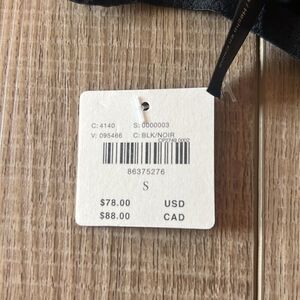 C: 4140 S: 0000003
V: 095466 C: BLK/NOIR
86375276
S
$78.00 USD
$88.00 CAD